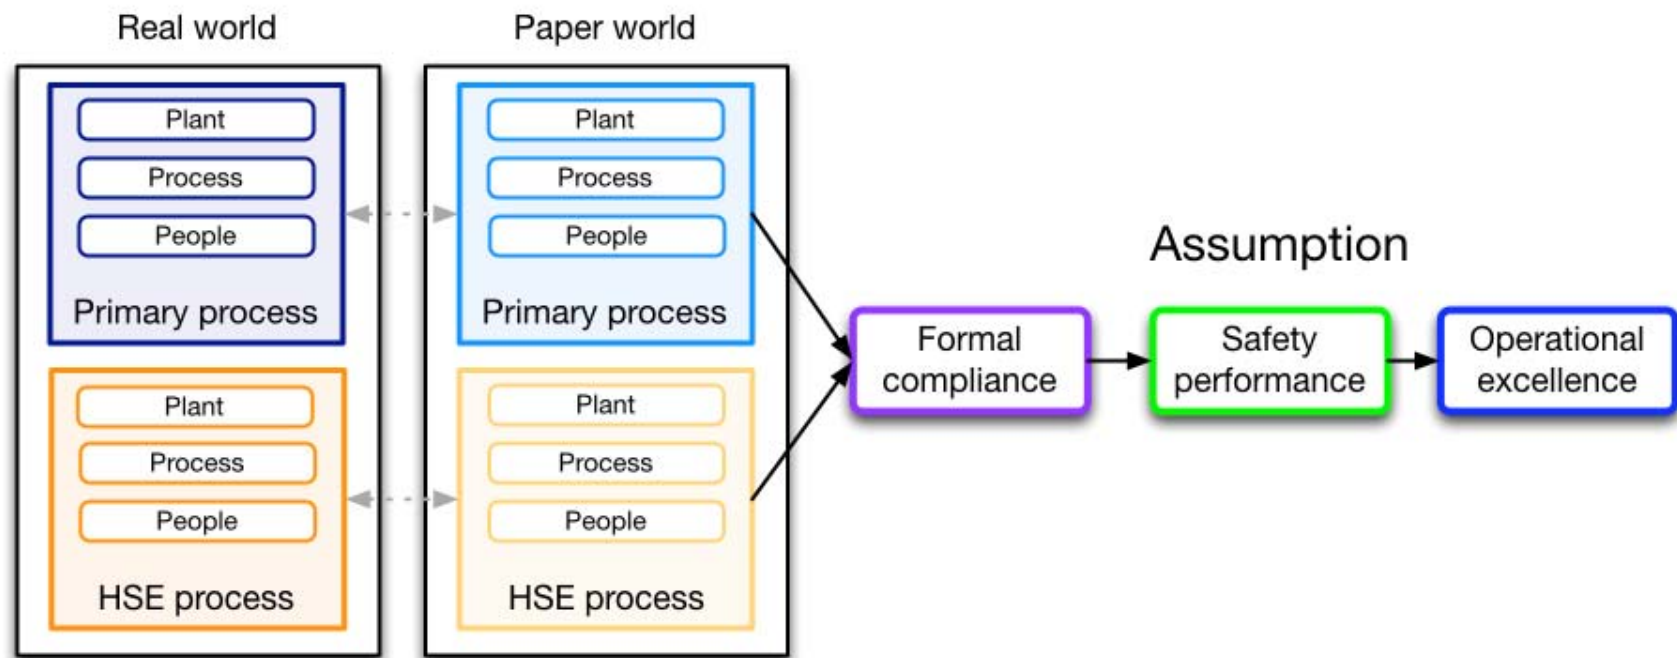 Real world
Plant
Process
People
Primary process
Plant
Process
People
HSE process
Paper world
Plant
Process
People
Primary process
Plant
Process
People
HSE process
Assumption
Formal
compliance
Safety
performance
Operational
excellence